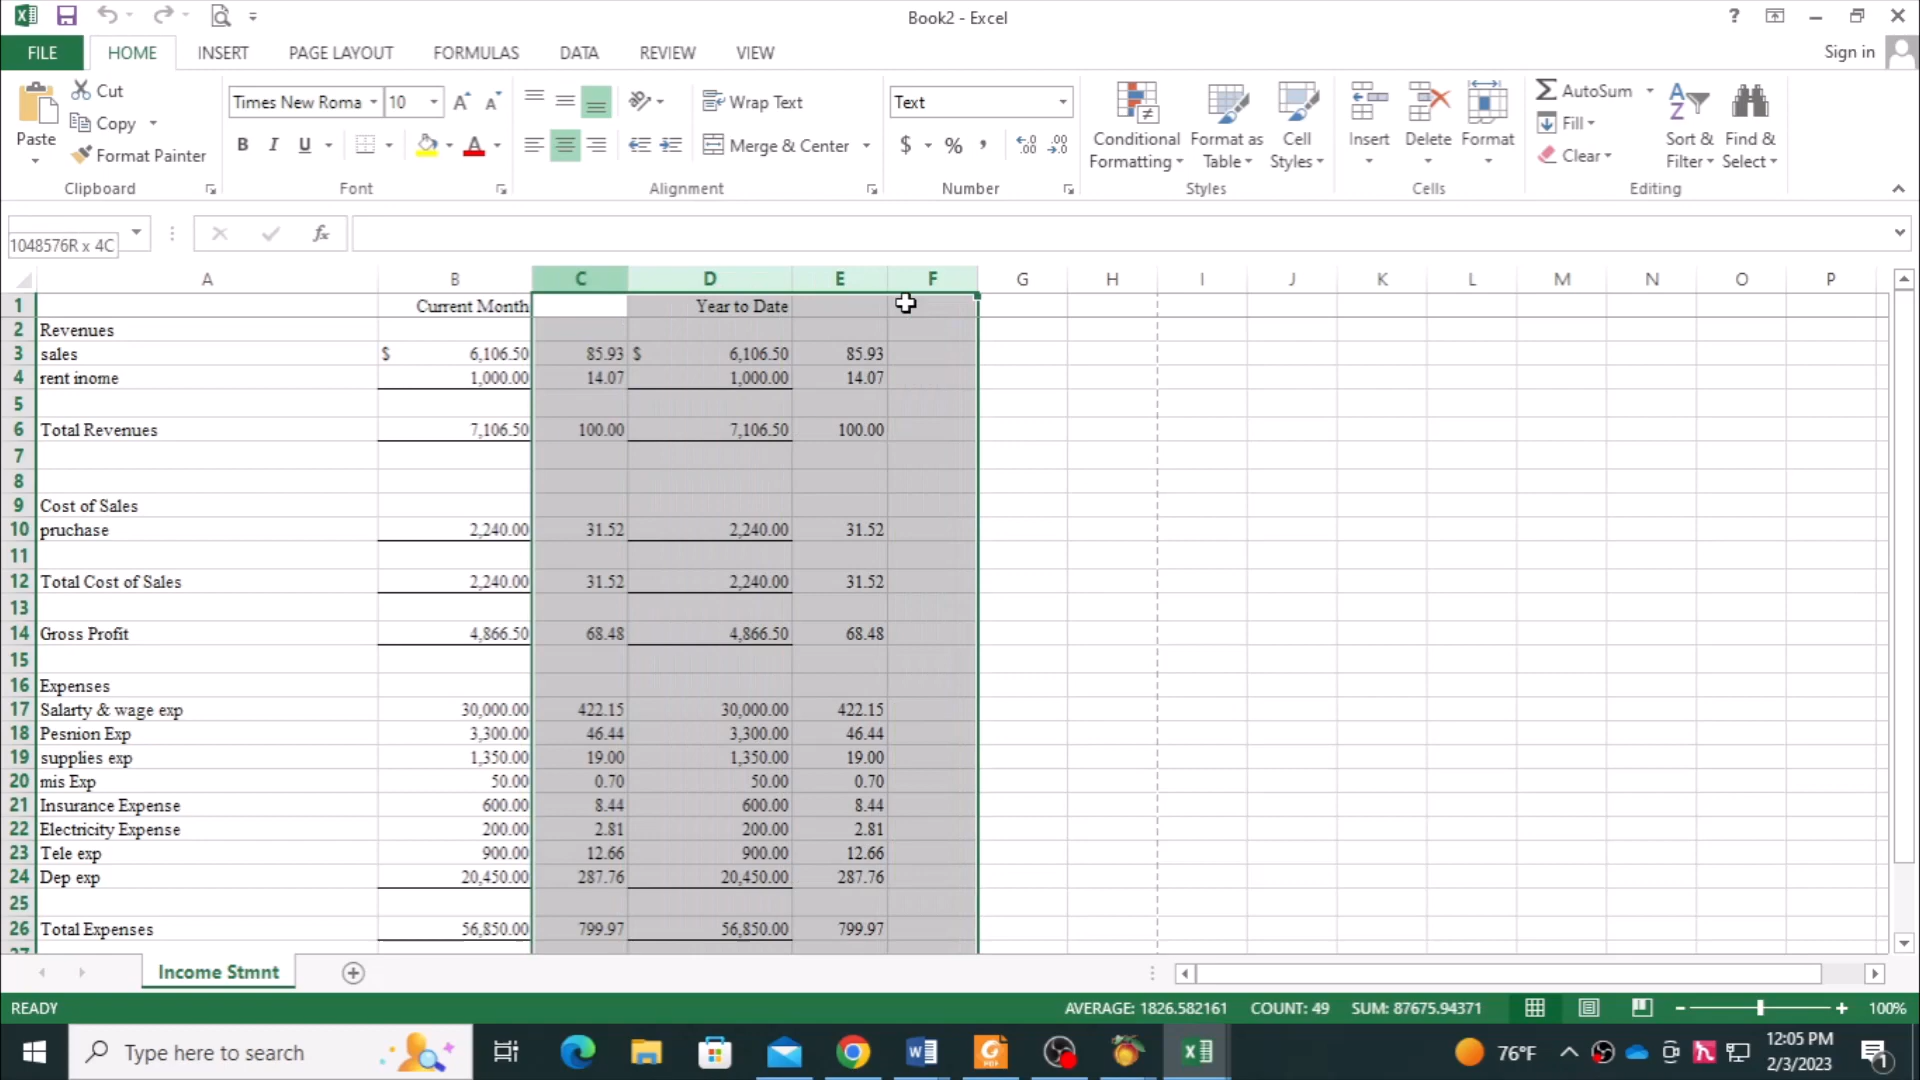 Book2 - Excel
?
FILE
HOME
INSERT
PAGE LAYOUT
FORMULAS
DATA
REVIEW
VIEW
Sign in
Paste
Cut
Copy
Format Painter
Clipboard
Times New Roma
10
B I U
Font
Wrap Text
Merge & Center
Alignment
Text
$ % ,
Number
Conditional Formatting
Format as Table
Cell Styles
Styles
Insert
Delete
Format
Cells
AutoSum
Fill
Clear
Sort & Filter
Find & Select
Editing
1048576R x 4C
fx
A B C D E F G H I J K L M N O P
1 Current Month Year to Date
2 Revenues
3 sales $ 6,106.50 85.93 $ 6,106.50 85.93
4 rent inome 1,000.00 14.07 1,000.00 14.07
5
6 Total Revenues 7,106.50 100.00 7,106.50 100.00
7
8
9 Cost of Sales
10 pruchase 2,240.00 31.52 2,240.00 31.52
11
12 Total Cost of Sales 2,240.00 31.52 2,240.00 31.52
13
14 Gross Profit 4,866.50 68.48 4,866.50 68.48
15
16 Expenses
17 Salarty & wage exp 30,000.00 422.15 30,000.00 422.15
18 Pesnion Exp 3,300.00 46.44 3,300.00 46.44
19 supplies exp 1,350.00 19.00 1,350.00 19.00
20 mis Exp 50.00 0.70 50.00 0.70
21 Insurance Expense 600.00 8.44 600.00 8.44
22 Electricity Expense 200.00 2.81 200.00 2.81
23 Tele exp 900.00 12.66 900.00 12.66
24 Dep exp 20,450.00 287.76 20,450.00 287.76
25
26 Total Expenses 56,850.00 799.97 56,850.00 799.97
27
Income Stmnt
READY
AVERAGE: 1826.582161 COUNT: 49 SUM: 87675.94371
100%
Type here to search
76°F
12:05 PM
2/3/2023
1